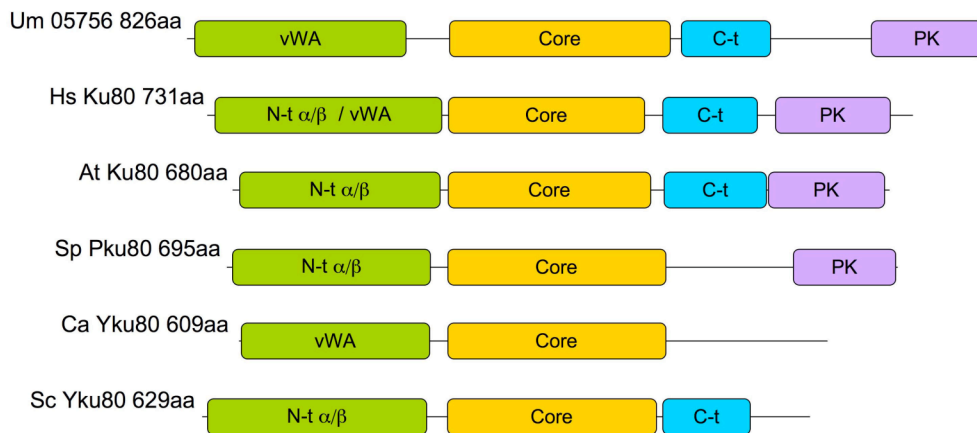 Um 05756 826aa vWA Core C-t PK
Hs Ku80 731aa N-t α/β / vWA Core C-t PK
At Ku80 680aa N-t α/β Core C-t PK
Sp Pku80 695aa N-t α/β Core PK
Ca Yku80 609aa vWA Core
Sc Yku80 629aa N-t α/β Core C-t